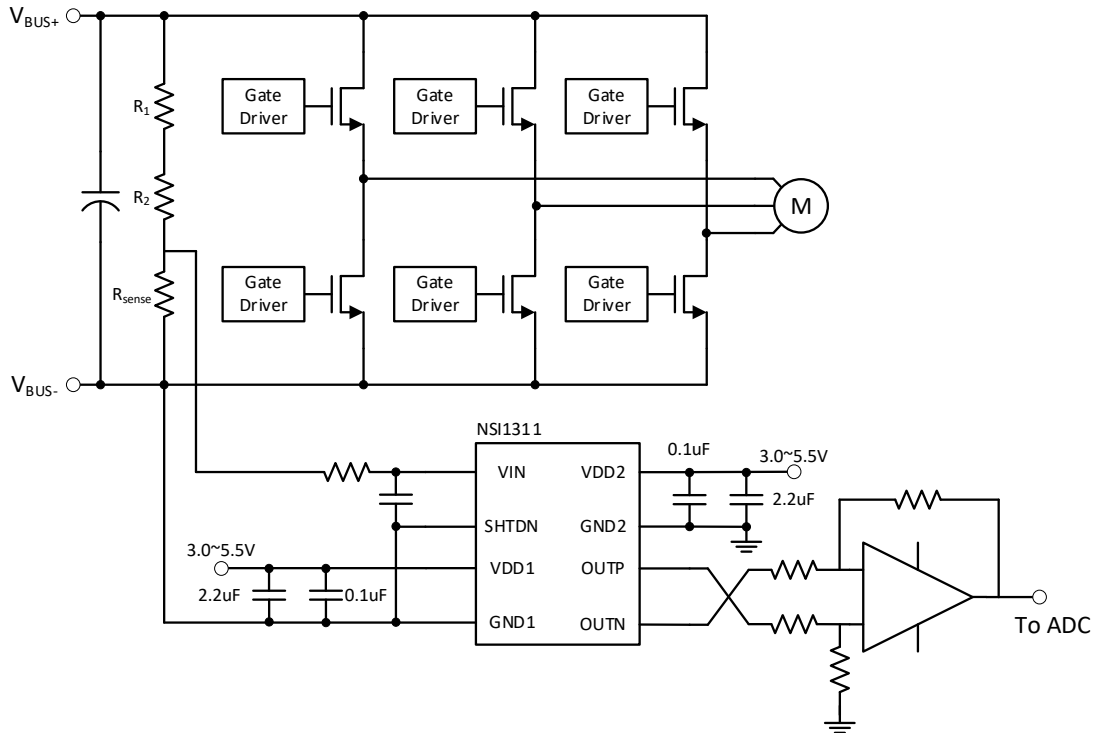 VBUS+
R1
Gate
Driver
Gate
Driver
Gate
Driver
R2
M
Rsense
Gate
Driver
Gate
Driver
Gate
Driver
VBUS-
NSI1311
VIN
SHTDN
VDD1
GND1
VDD2
GND2
OUTP
OUTN
0.1uF
3.0~5.5V
2.2uF
3.0~5.5V
2.2uF
0.1uF
To ADC